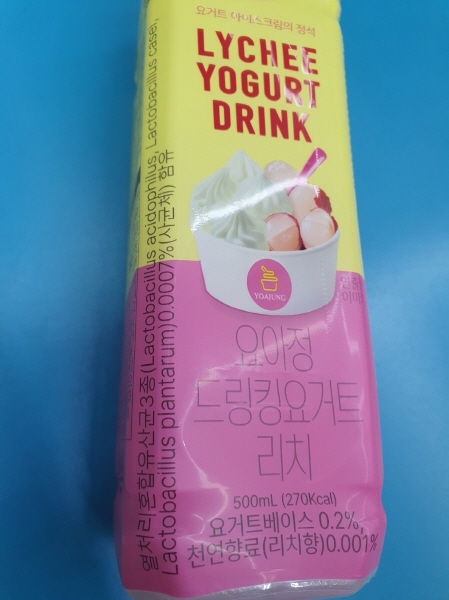 요거트 아이스크림의 정석
LYCHEE
YOGURT
DRINK
YOAJUNG
요아정
드링킹요거트
리치
500mL (270Kcal)
요거트베이스 0.2%,
천연향료(리치향)0.001%
열처리혼합유산균3종(Lactobacillus acidophilus, Lactobacillus casei,
Lactobacillus plantarum)0.0007%(사균체) 함유